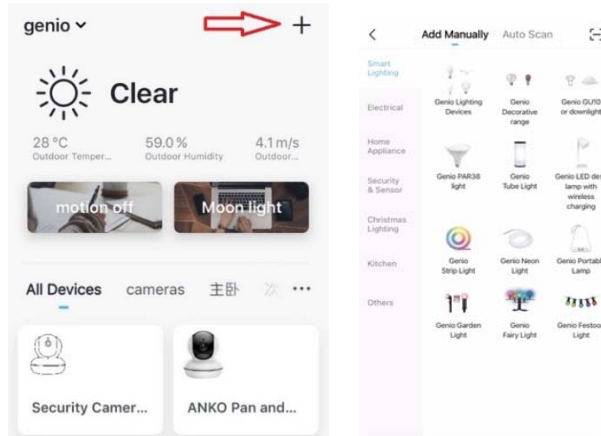 genio
Clear
28 °C
59.0 %
4.1 m/s
Outdoor Temper...
Outdoor Humidity
Outdoor...
motion off
Moon light
All Devices
cameras
主卧
Security Camer...
ANKO Pan and...
Add Manually
Auto Scan
Smart
Lighting
Electrical
Home
Appliance
Security
& Sensor
Christmas
Lighting
Kitchen
Others
Genio Lighting
Devices
Genio
Decorative
range
Genio GU10
or downlight
Genio PAR38
light
Genio
Tube Light
Genio LED des
lamp with
wireless
charging
Genio
Strip Light
Genio Neon
Light
Genio Portabl
Lamp
Genio Garden
Light
Genio
Fairy Light
Genio Festoo
Light